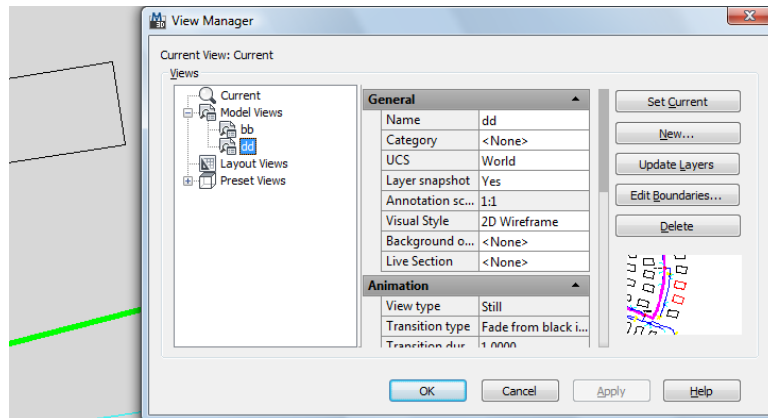 View Manager
Current View: Current
Views
Current
Model Views
bb
dd
Layout Views
Preset Views
General
Name dd
Category <None>
UCS World
Layer snapshot Yes
Annotation sc... 1:1
Visual Style 2D Wireframe
Background o... <None>
Live Section <None>
Animation
View type Still
Transition type Fade from black i...
Transition dur 1.0000
Set Current
New...
Update Layers
Edit Boundaries...
Delete
OK Cancel Apply Help